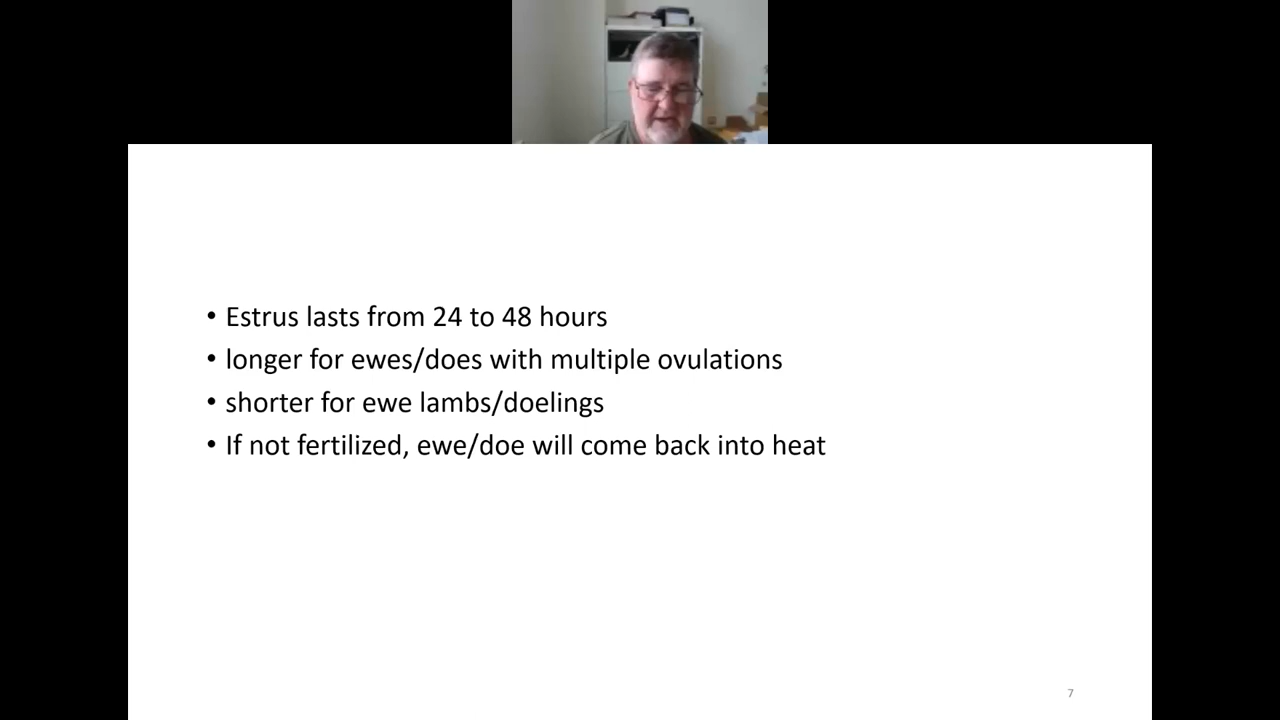 • Estrus lasts from 24 to 48 hours
• longer for ewes/does with multiple ovulations
• shorter for ewe lambs/doelings
• If not fertilized, ewe/doe will come back into heat
7